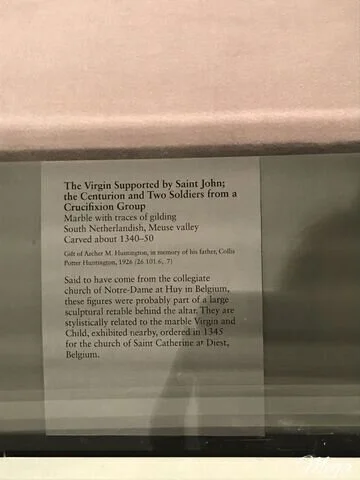 The Virgin Supported by Saint John;
the Centurion and Two Soldiers from a
Crucifixion Group
Marble with traces of gilding
South Netherlandish, Meuse valley
Carved about 1340–50
Gift of Archer M. Huntington, in memory of his father, Collis
Potter Huntington, 1926 (26.101.6, .7)
Said to have come from the collegiate
church of Notre-Dame at Huy in Belgium,
these figures were probably part of a large
sculptural retable behind the altar. They are
stylistically related to the marble Virgin and
Child, exhibited nearby, ordered in 1345
for the church of Saint Catherine at Diest,
Belgium.